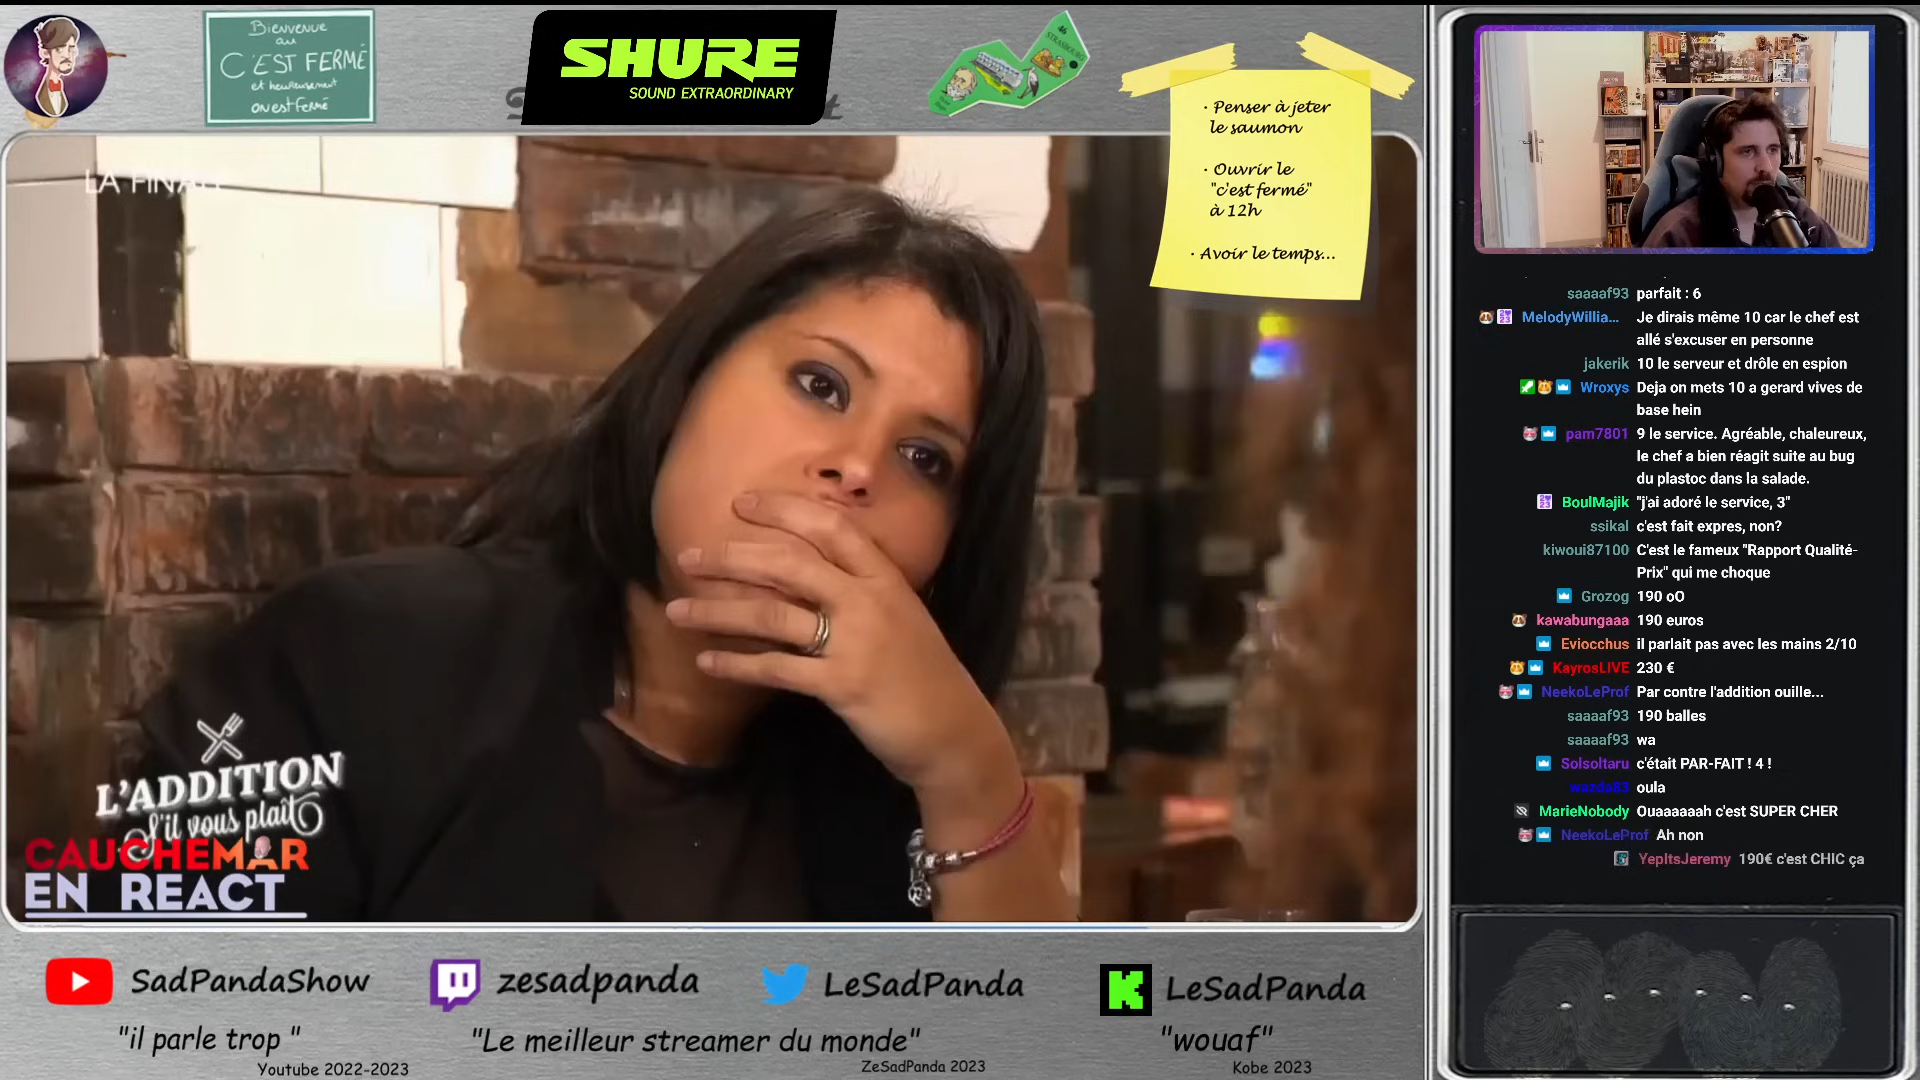 Bienvenue
au
C'EST FERMÉ
et heureusement
on est fermé
SHURE
SOUND EXTRAORDINARY
46
STRASBOURG
· Penser à jeter
le saumon
· Ouvrir le
"c'est fermé"
à 12h
· Avoir le temps...
LA FINALE
L'ADDITION
S'il vous plaît
CAUCHEMAR
EN REACT
saaaaf93 parfait : 6
MelodyWillia... Je dirais même 10 car le chef est
allé s'excuser en personne
jakerik 10 le serveur et drôle en espion
Wroxys Deja on mets 10 a gerard vives de
base hein
pam7801 9 le service. Agréable, chaleureux,
le chef a bien réagit suite au bug
du plastoc dans la salade.
BoulMajik "j'ai adoré le service, 3"
ssikal c'est fait expres, non?
kiwoui87100 C'est le fameux "Rapport Qualité-
Prix" qui me choque
Grozog 190 oO
kawabungaaa 190 euros
Eviocchus il parlait pas avec les mains 2/10
KayrosLIVE 230 €
NeekoLeProf Par contre l'addition ouille...
saaaaf93 190 balles
saaaaf93 wa
Solsoltaru c'était PAR-FAIT ! 4 !
wazda83 oula
MarieNobody Ouaaaaaah c'est SUPER CHER
NeekoLeProf Ah non
YepItsJeremy 190€ c'est CHIC ça
SadPandaShow
zesadpanda
LeSadPanda
LeSadPanda
"il parle trop "
Youtube 2022-2023
"Le meilleur streamer du monde"
ZeSadPanda 2023
"wouaf"
Kobe 2023